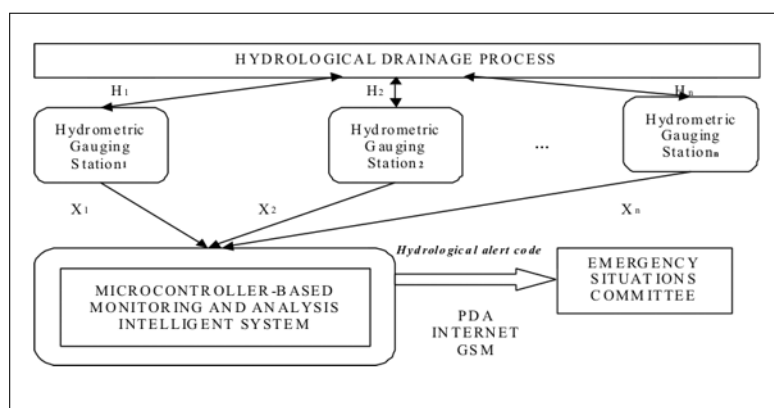 HYDROLOGICAL DRAINAGE PROCESS
H1
H2
Hn
Hydrometric
Gauging
Station1
Hydrometric
Gauging
Station2
...
Hydrometric
Gauging
Stationn
X1
X2
Xn
MICROCONTROLLER-BASED
MONITORING AND ANALYSIS
INTELLIGENT SYSTEM
Hydrological alert code
PDA
INTERNET
GSM
EMERGENCY
SITUATIONS
COMMITTEE